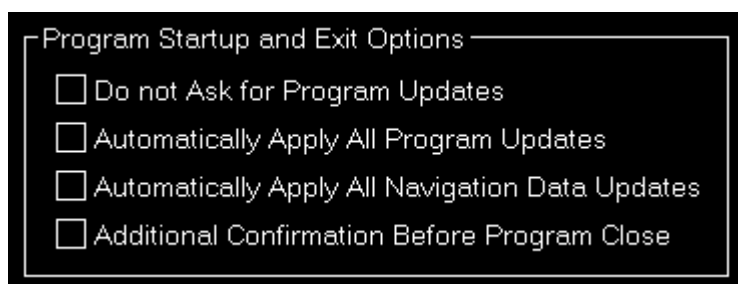 Program Startup and Exit Options
Do not Ask for Program Updates
Automatically Apply All Program Updates
Automatically Apply All Navigation Data Updates
Additional Confirmation Before Program Close